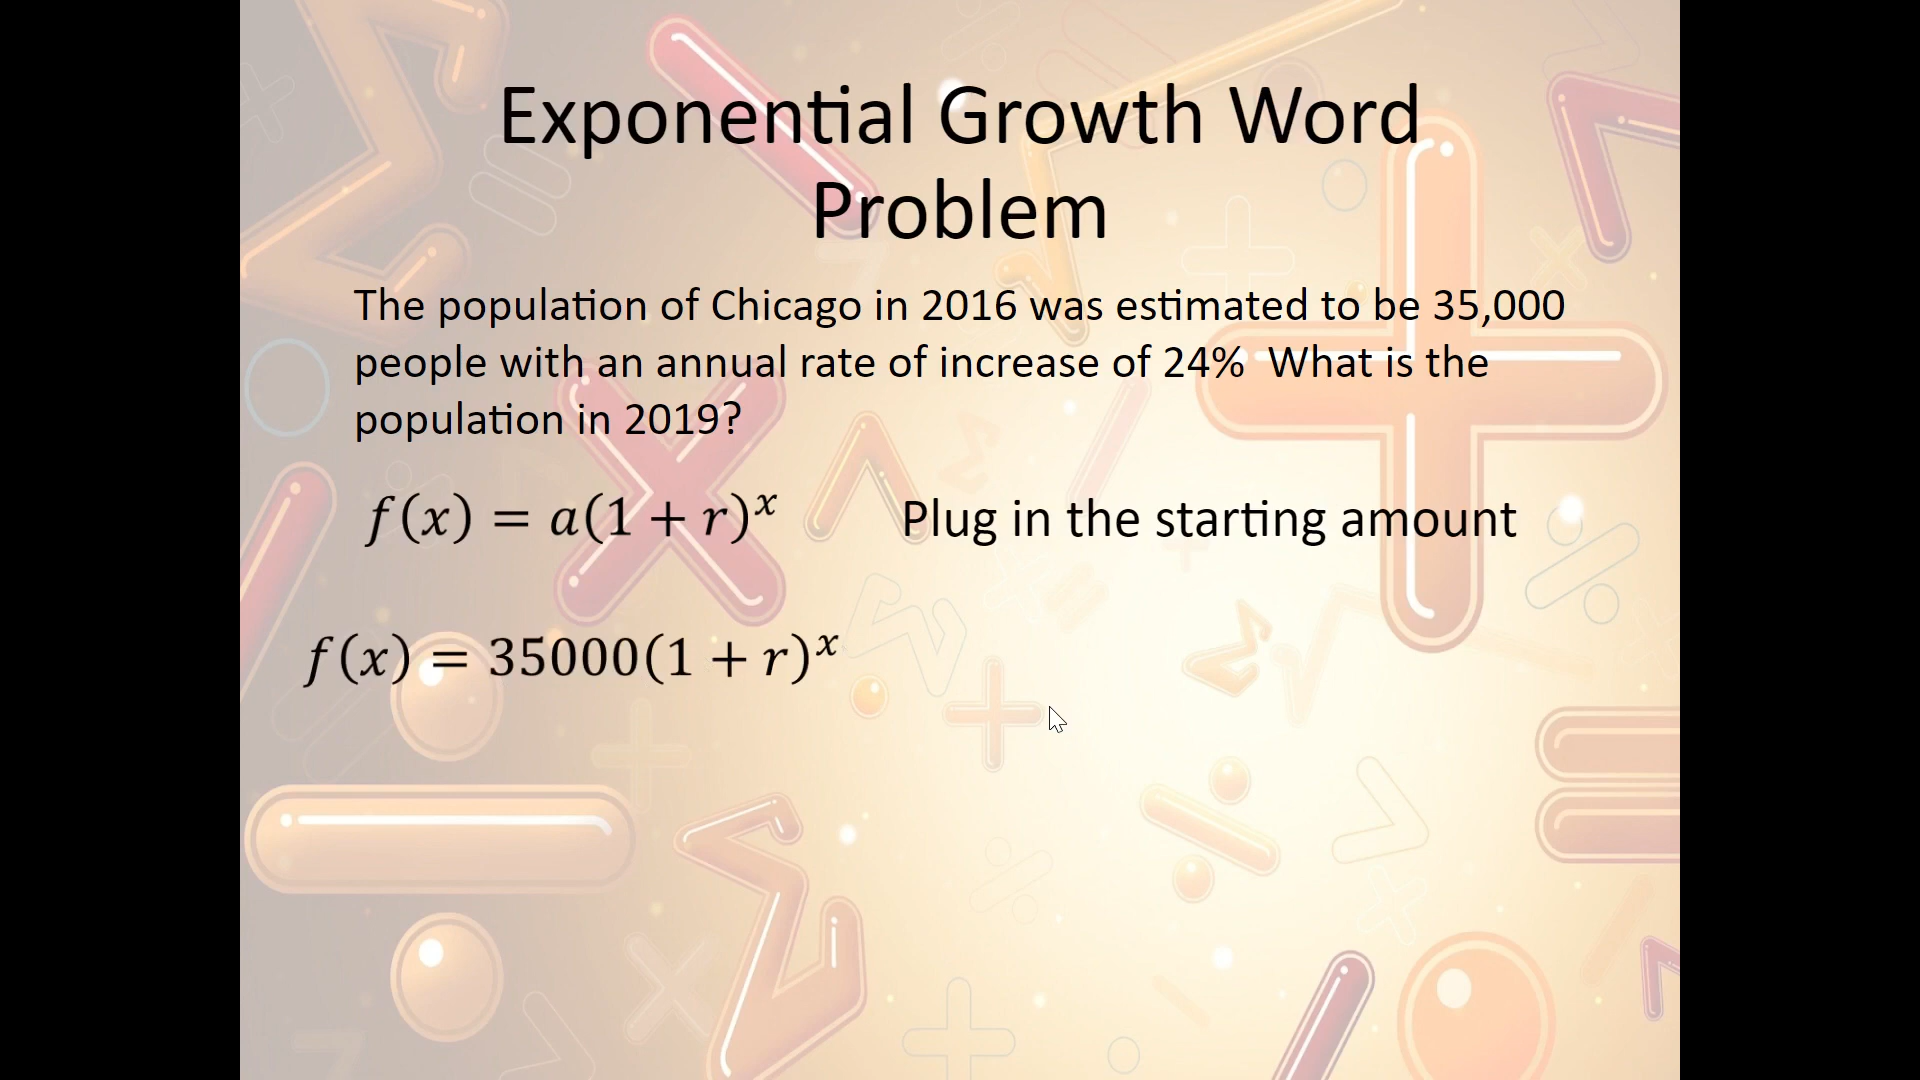 Exponential Growth Word
Problem
The population of Chicago in 2016 was estimated to be 35,000
people with an annual rate of increase of 24%  What is the
population in 2019?
f(x) = a(1 + r)^x
Plug in the starting amount
f(x) = 35000(1 + r)^x